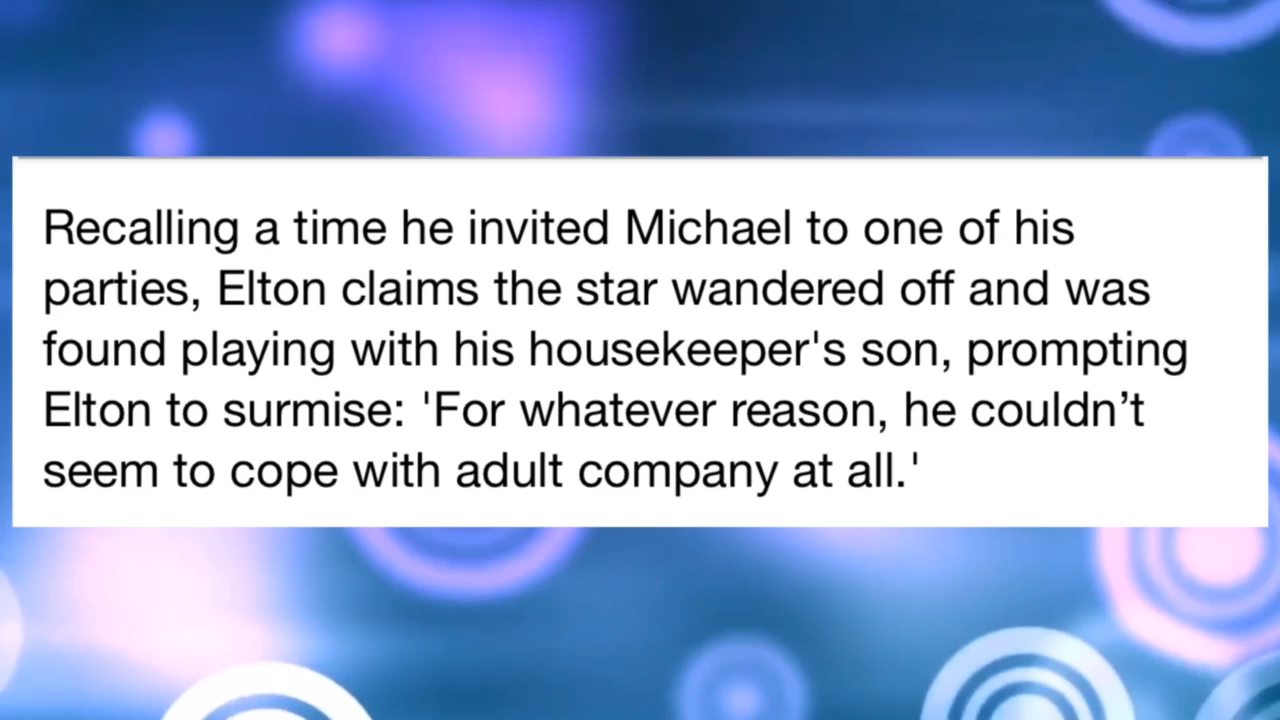 Recalling a time he invited Michael to one of his
parties, Elton claims the star wandered off and was
found playing with his housekeeper's son, prompting
Elton to surmise: 'For whatever reason, he couldn’t
seem to cope with adult company at all.'